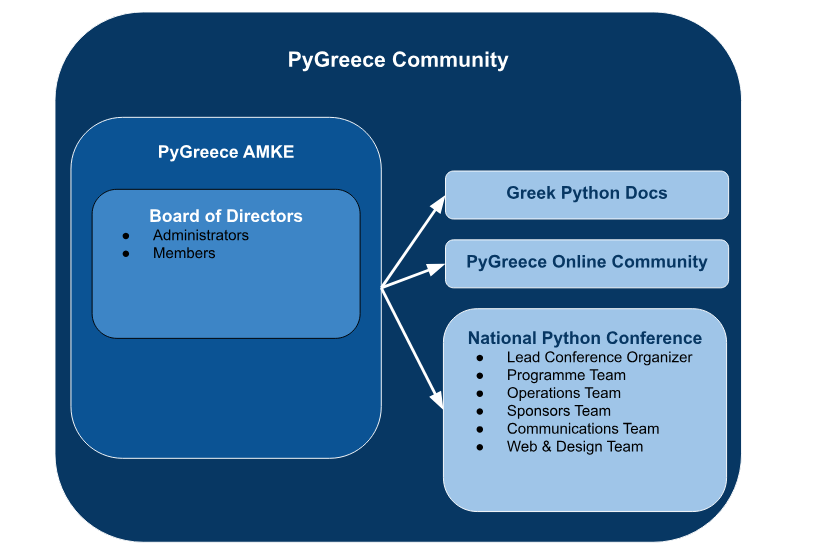 PyGreece Community
PyGreece AMKE
Board of Directors
● Administrators
● Members
Greek Python Docs
PyGreece Online Community
National Python Conference
● Lead Conference Organizer
● Programme Team
● Operations Team
● Sponsors Team
● Communications Team
● Web & Design Team